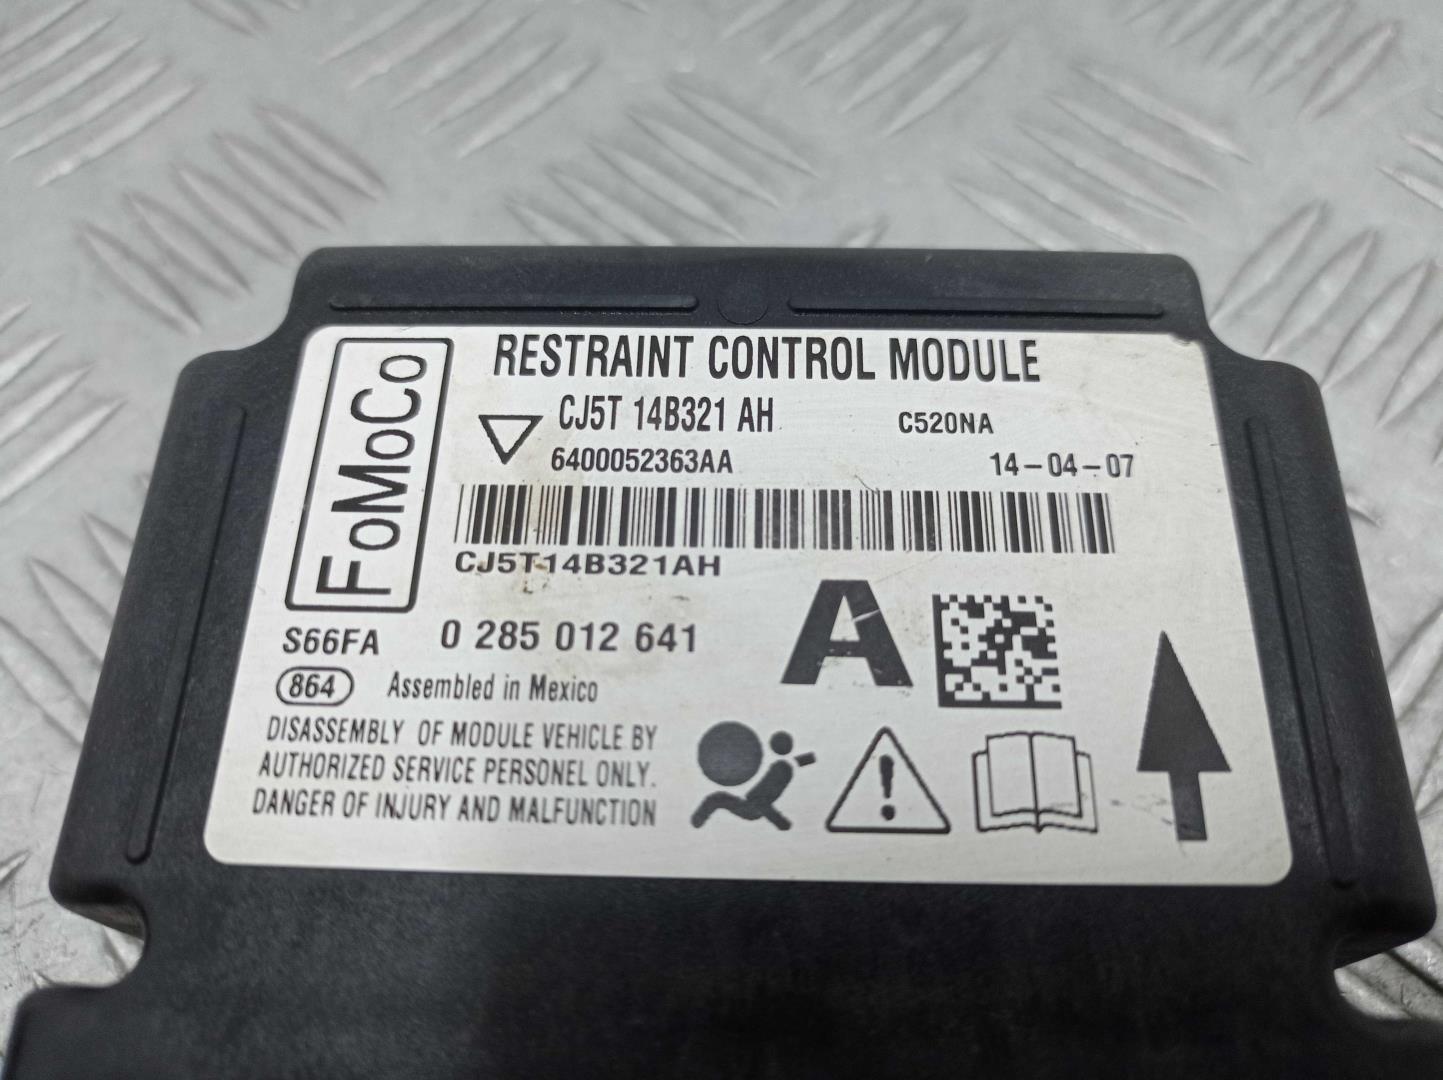 RESTRAINT CONTROL MODULE
FoMoCo
CJ5T 14B321 AH
C520NA
6400052363AA
14-04-07
CJ5T14B321AH
S66FA
0 285 012 641
A
864
Assembled in Mexico
DISASSEMBLY OF MODULE VEHICLE BY
AUTHORIZED SERVICE PERSONEL ONLY.
DANGER OF INJURY AND MALFUNCTION